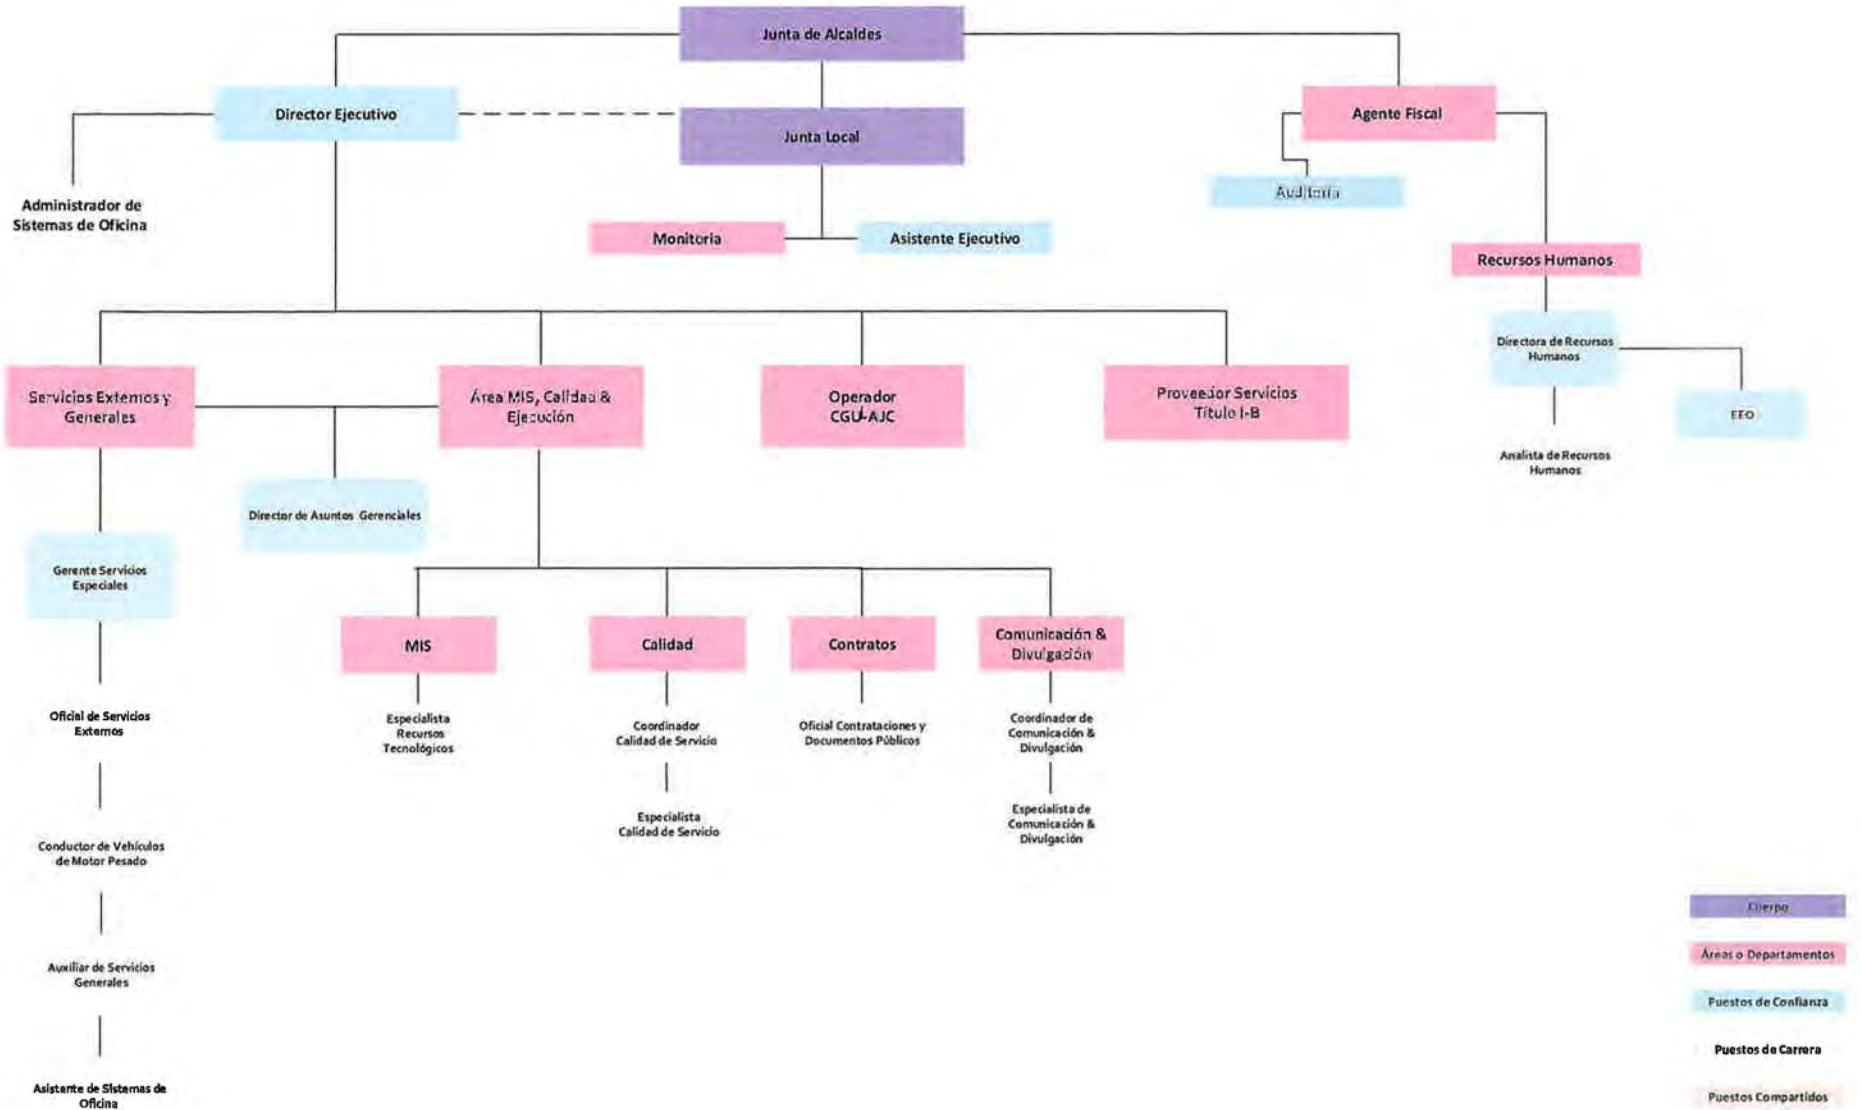 Junta de Alcaldes
Director Ejecutivo
Junta Local
Agente Fiscal
Auditoria
Administrador de
Sistemas de Oficina
Monitoria
Asistente Ejecutivo
Recursos Humanos
Directora de Recursos
Humanos
EEO
Analista de Recursos
Humanos
Servicios Externos y
Generales
Área MIS, Calidad &
Ejecución
Operador
CGU-AJC
Proveedor Servicios
Título I-B
Director de Asuntos Gerenciales
Gerente Servicios
Especiales
MIS
Calidad
Contratos
Comunicación &
Divulgación
Oficial de Servicios
Externos
Especialista
Recursos
Tecnológicos
Coordinador
Calidad de Servicio
Oficial Contrataciones y
Documentos Públicos
Coordinador de
Comunicación &
Divulgación
Especialista
Calidad de Servicio
Especialista de
Comunicación &
Divulgación
Conductor de Vehículos
de Motor Pesado
Auxiliar de Servicios
Generales
Asistente de Sistemas de
Oficina
Cuerpo
Áreas o Departamentos
Puestos de Confianza
Puestos de Carrera
Puestos Compartidos